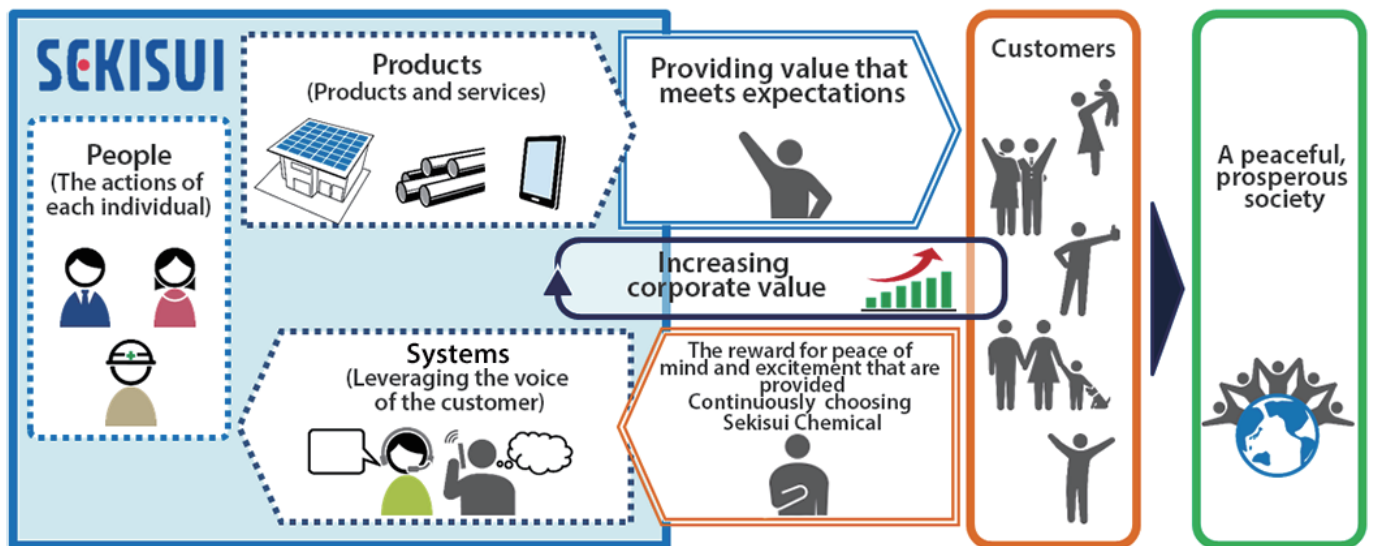 SEKISUI
People
(The actions of
each individual)
Products
(Products and services)
Providing value that
meets expectations
Increasing
corporate value
Systems
(Leveraging the voice
of the customer)
The reward for peace of
mind and excitement that are
provided
Continuously choosing
Sekisui Chemical
Customers
A peaceful,
prosperous
society